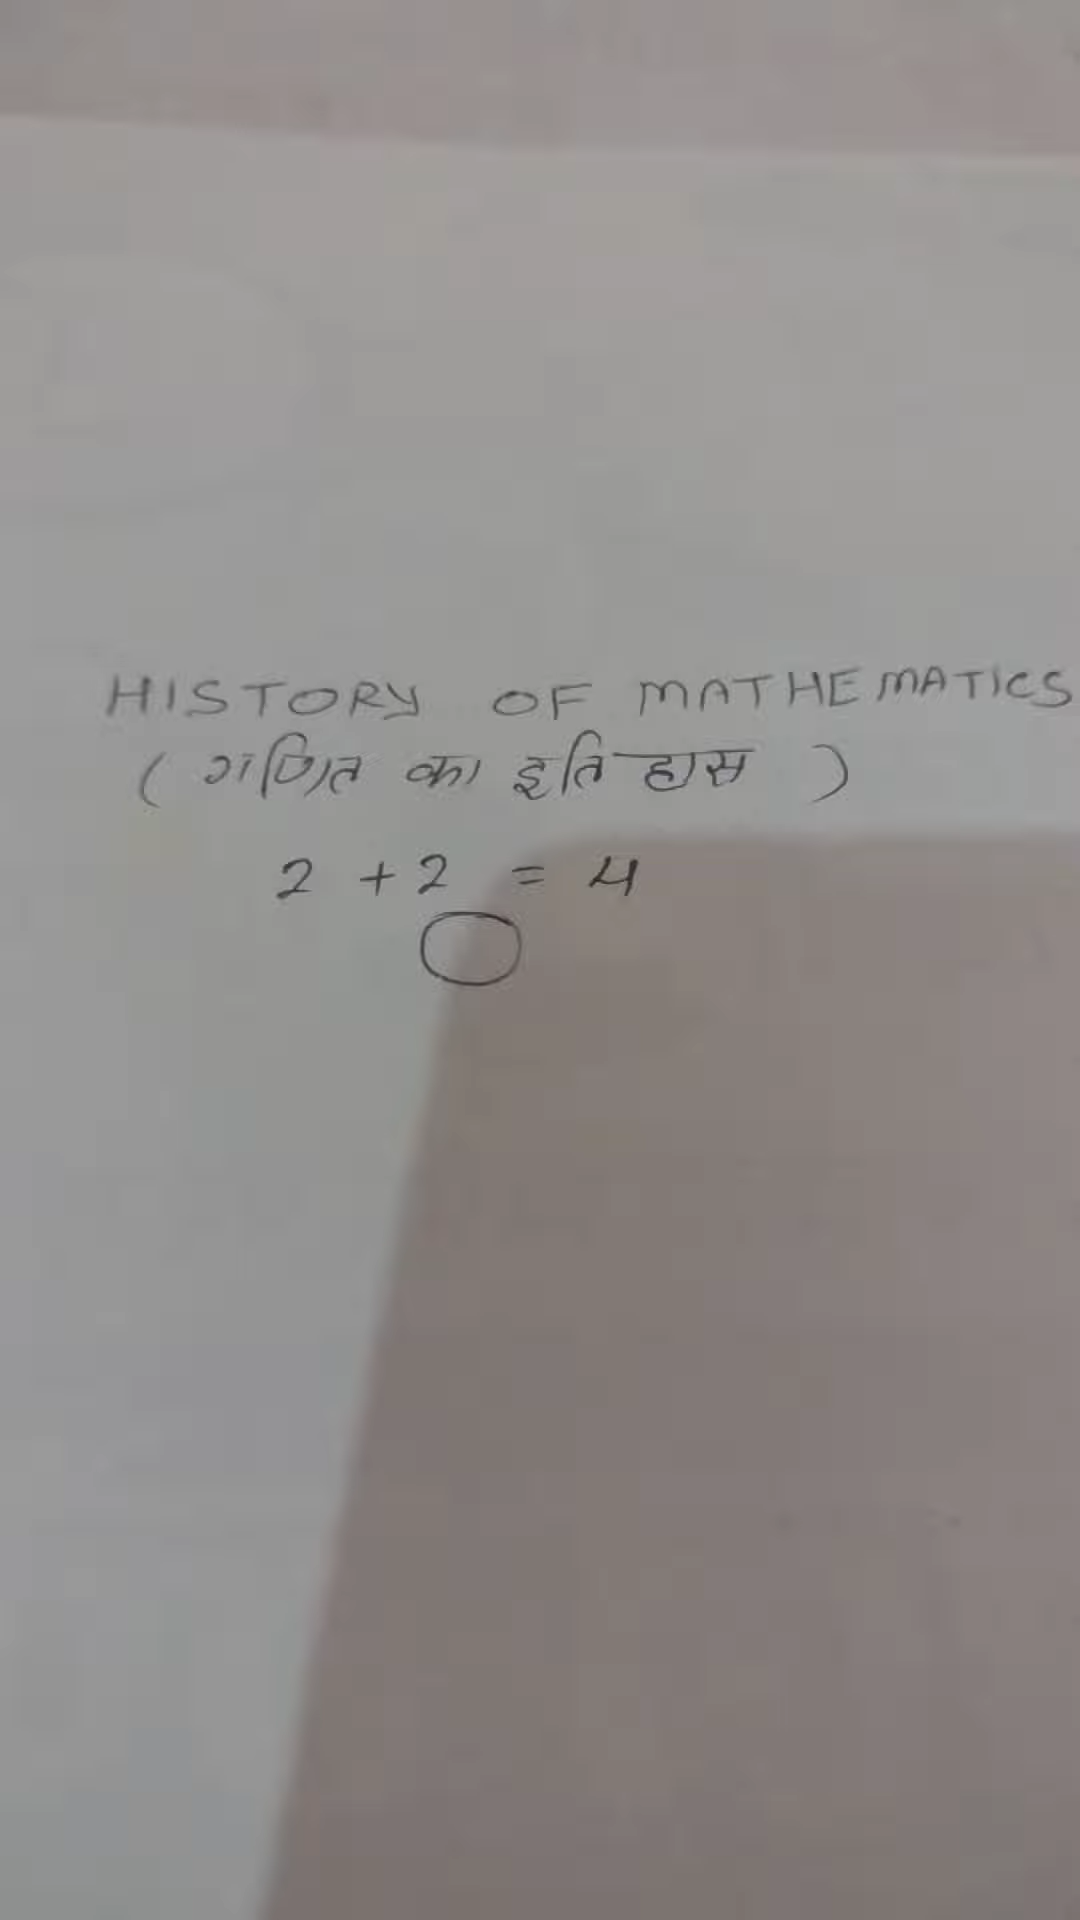 HISTORY OF MATHEMATICS
( गणित का इतिहास )
2 + 2 = 4